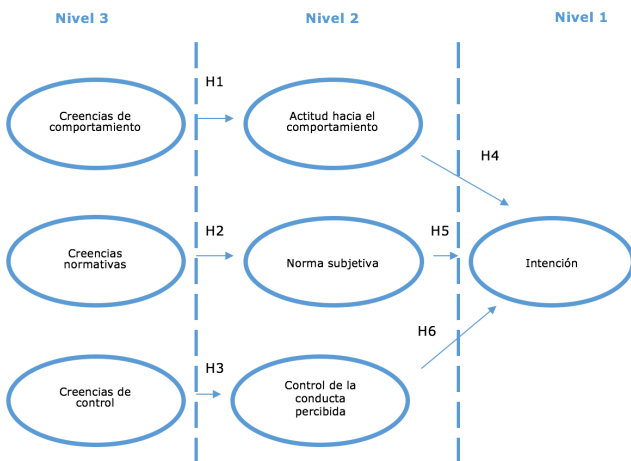 Nivel 3
Nivel 2
Nivel 1
H1
Creencias de
comportamiento
Actitud hacia el
comportamiento
H4
H2
H5
Creencias
normativas
Norma subjetiva
Intención
H6
H3
Creencias de
control
Control de la
conducta
percibida